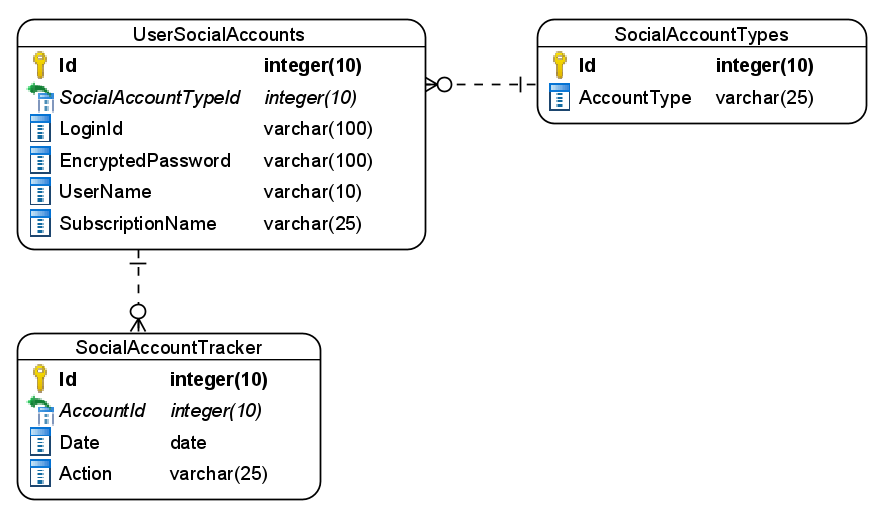 UserSocialAccounts
Id integer(10)
SocialAccountTypeId integer(10)
LoginId varchar(100)
EncryptedPassword varchar(100)
UserName varchar(10)
SubscriptionName varchar(25)
SocialAccountTypes
Id integer(10)
AccountType varchar(25)
SocialAccountTracker
Id integer(10)
AccountId integer(10)
Date date
Action varchar(25)